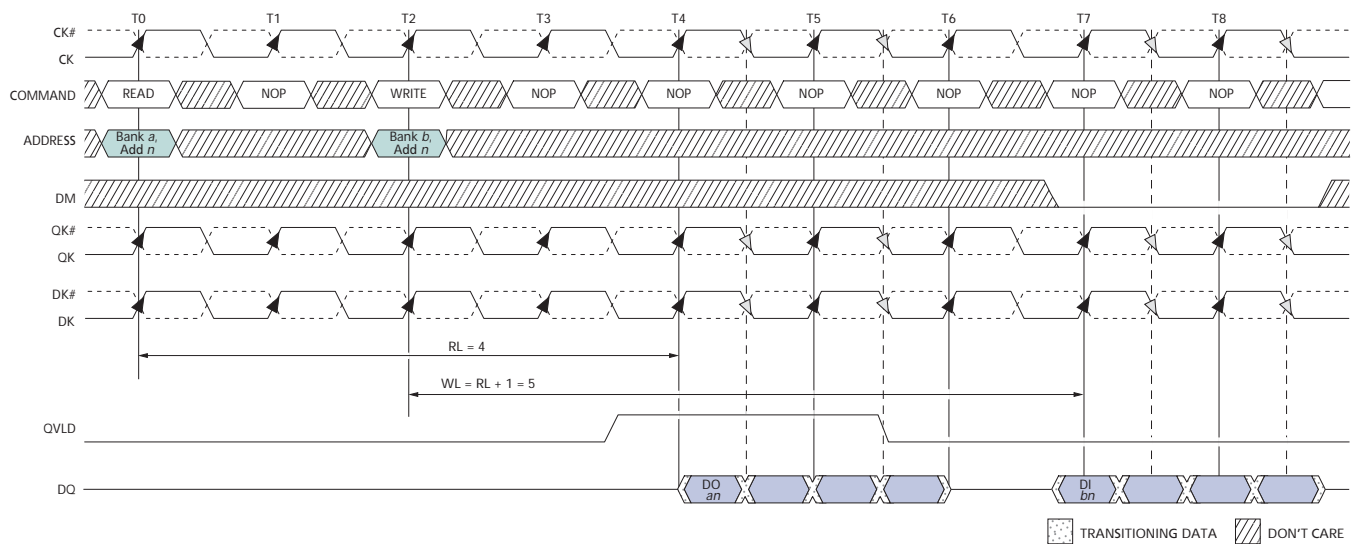 T0 T1 T2 T3 T4 T5 T6 T7 T8
CK#
CK
COMMAND READ NOP WRITE NOP NOP NOP NOP NOP NOP
ADDRESS Bank a, Add n Bank b, Add n
DM
QK#
QK
DK#
DK
RL = 4
WL = RL + 1 = 5
QVLD
DQ DO an DI bn
TRANSITIONING DATA DON'T CARE